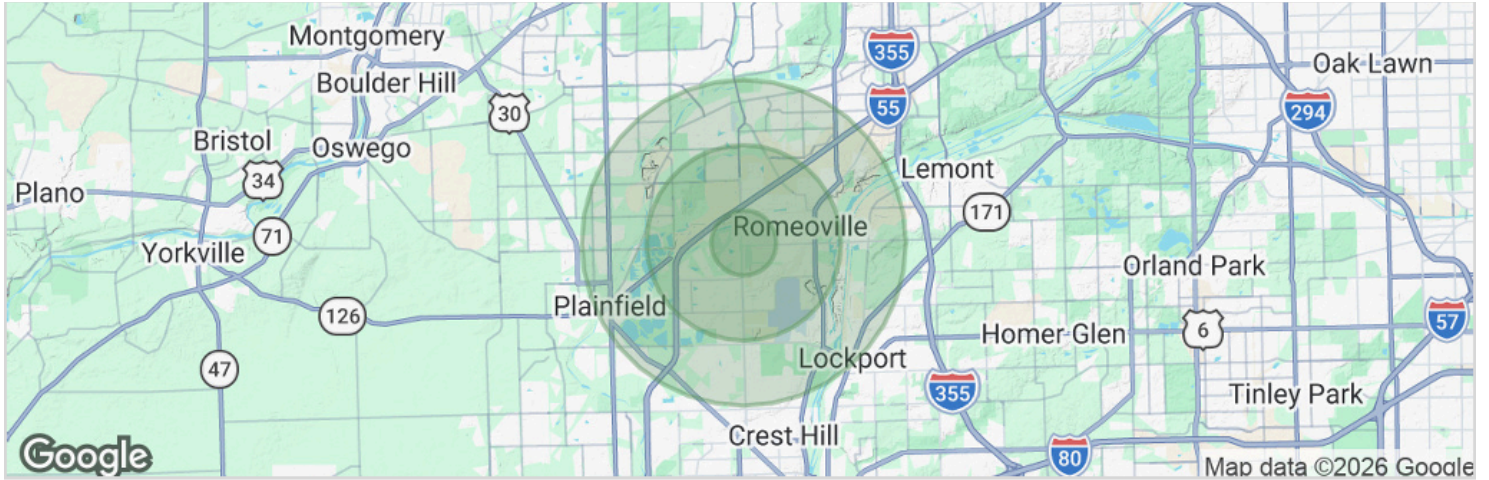 Montgomery
355
Oak Lawn
Boulder Hill
55
294
30
Bristol
Oswego
Lemont
34
Plano
171
Romeoville
71
Yorkville
Orland Park
Plainfield
126
57
6
Homer Glen
Lockport
47
355
Tinley Park
Crest Hill
80
Google
Map data ©2026 Google